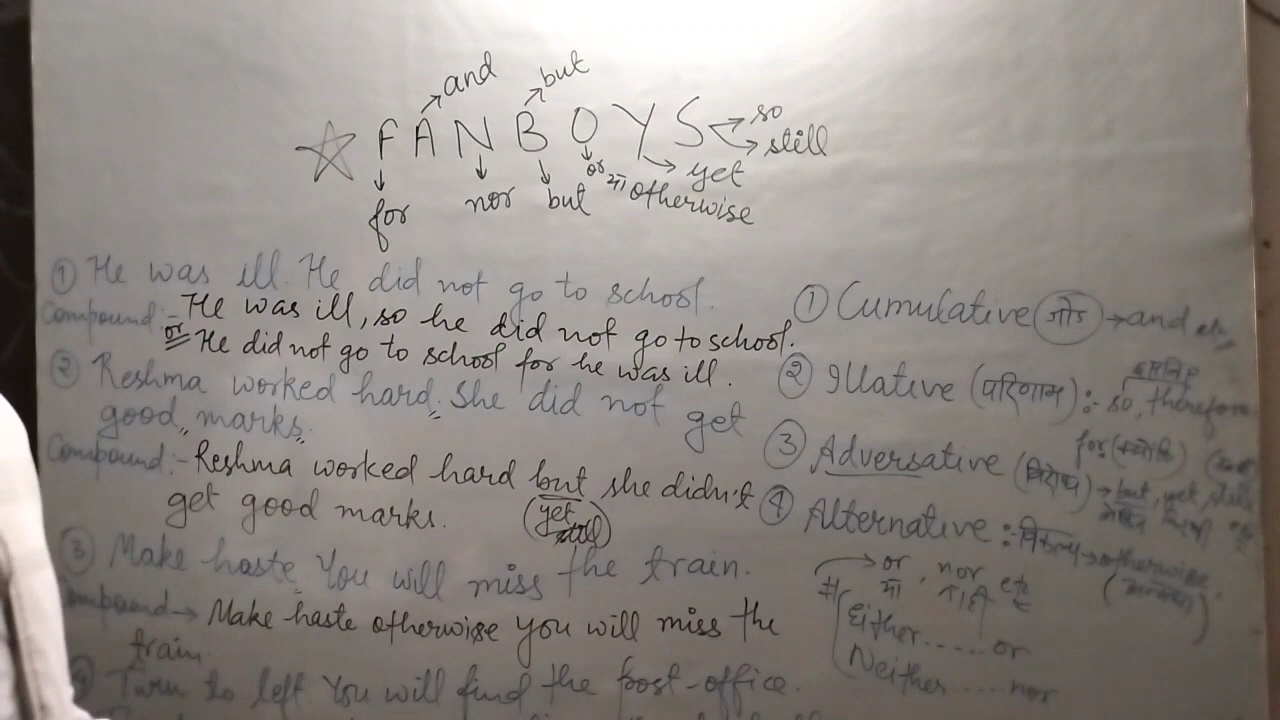 and but
☆ F A N B O Y S → so
still
for nor but or या otherwise yet
① He was ill. He did not go to school.
Compound:- He was ill, so he did not go to school.
or He did not go to school for he was ill.
② Reshma worked hard. She did not get
good marks.
Compound:- Reshma worked hard but she didn't
get good marks. (yet
still)
③ Make haste You will miss the train.
Compound → Make haste otherwise you will miss the
train.
Turn to left You will find the post-office.
① Cumulative (और) → and etc,
② Illative (परिणाम):- so, therefore
इसलिए
for (क्योंकि)
③ Adversative (विरोध) → but, yet, still
④ Alternative: विकल्प → otherwise,
→ or, nor etc
या
# Either......or
Neither.....nor